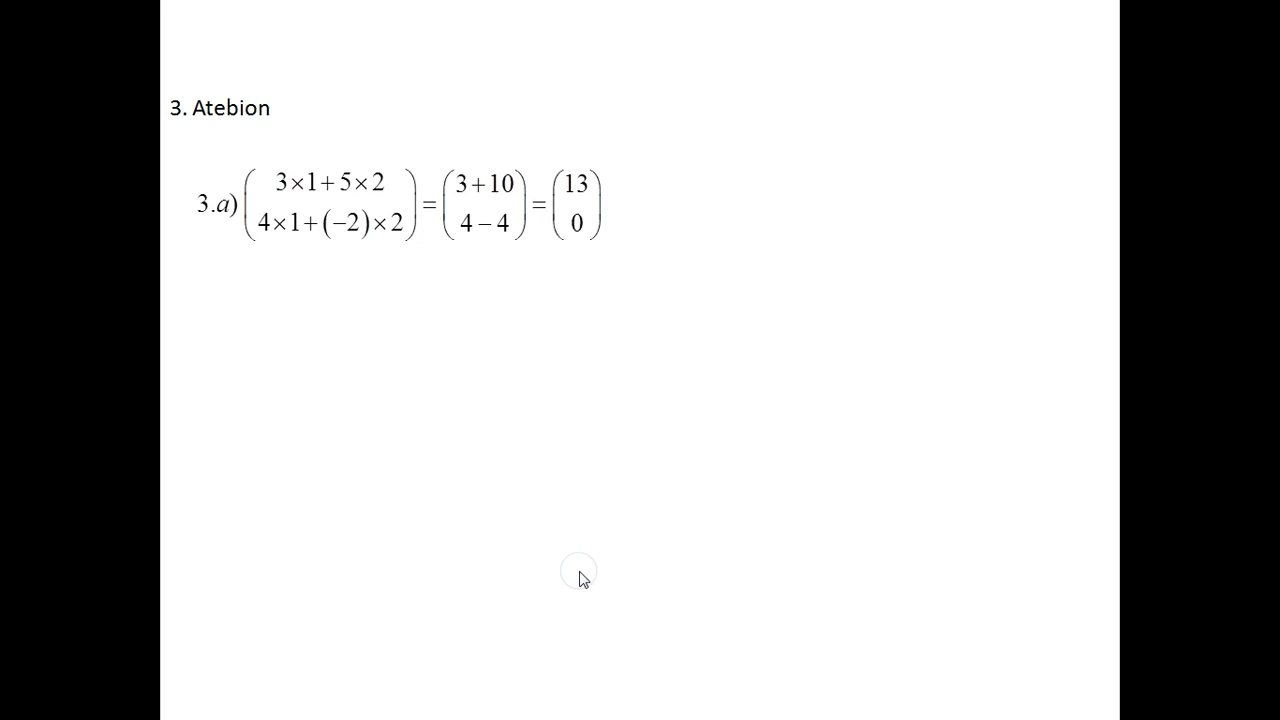 3. Atebion
3.a) (3×1+5×2 4×1+(−2)×2) = (3+10 4−4) = (13 0)